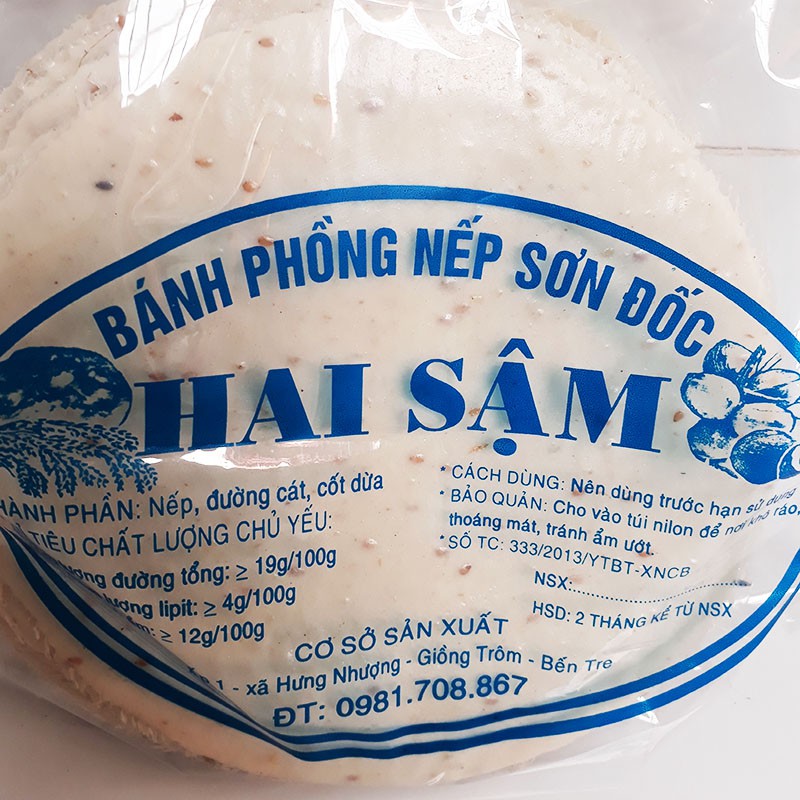 BÁNH PHỒNG NẾP SƠN ĐỐC
HAI SẬM
THÀNH PHẦN: Nếp, đường cát, cốt dừa
TIÊU CHẤT LƯỢNG CHỦ YẾU:
đường tổng: ≥ 19g/100g
lipit: ≥ 4g/100g
≥ 12g/100g
* CÁCH DÙNG: Nên dùng trước hạn sử dụng
* BẢO QUẢN: Cho vào túi nilon để nơi khô ráo,
thoáng mát, tránh ẩm ướt.
* SỐ TC: 333/2013/YTBT-XNCB
NSX:
HSD: 2 THÁNG KỂ TỪ NSX
CƠ SỞ SẢN XUẤT
1 - xã Hưng Nhượng - Giồng Trôm - Bến Tre
ĐT: 0981.708.867